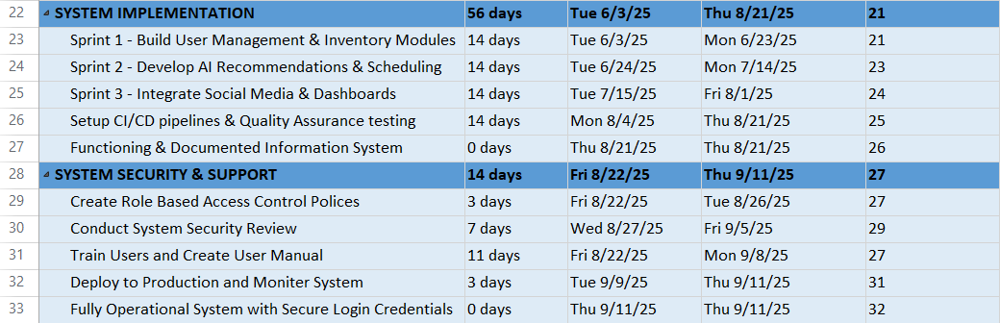 22 SYSTEM IMPLEMENTATION 56 days Tue 6/3/25 Thu 8/21/25 21
23 Sprint 1 - Build User Management & Inventory Modules 14 days Tue 6/3/25 Mon 6/23/25 21
24 Sprint 2 - Develop AI Recommendations & Scheduling 14 days Tue 6/24/25 Mon 7/14/25 23
25 Sprint 3 - Integrate Social Media & Dashboards 14 days Tue 7/15/25 Fri 8/1/25 24
26 Setup CI/CD pipelines & Quality Assurance testing 14 days Mon 8/4/25 Thu 8/21/25 25
27 Functioning & Documented Information System 0 days Thu 8/21/25 Thu 8/21/25 26
28 SYSTEM SECURITY & SUPPORT 14 days Fri 8/22/25 Thu 9/11/25 27
29 Create Role Based Access Control Polices 3 days Fri 8/22/25 Tue 8/26/25 27
30 Conduct System Security Review 7 days Wed 8/27/25 Fri 9/5/25 29
31 Train Users and Create User Manual 11 days Fri 8/22/25 Mon 9/8/25 27
32 Deploy to Production and Moniter System 3 days Tue 9/9/25 Thu 9/11/25 31
33 Fully Operational System with Secure Login Credentials 0 days Thu 9/11/25 Thu 9/11/25 32